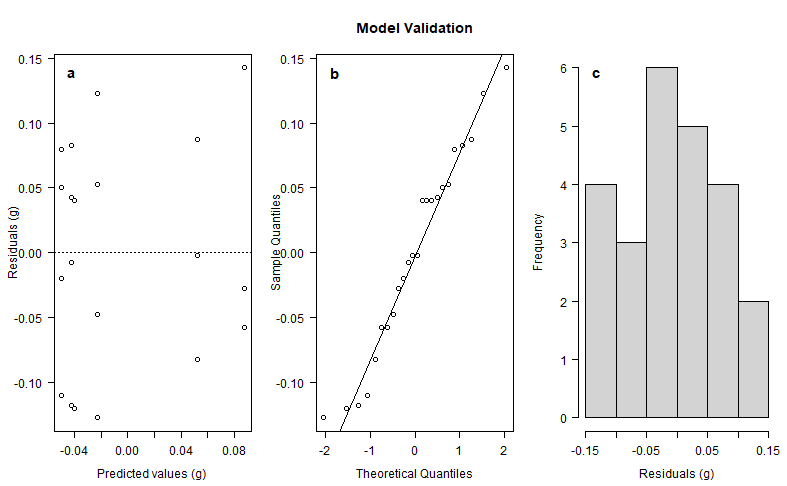 Model Validation
a
0.15
0.10
0.05
0.00
-0.05
-0.10
Residuals (g)
-0.04 0.00 0.04 0.08
Predicted values (g)
b
0.15
0.10
0.05
0.00
-0.05
-0.10
Sample Quantiles
-2 -1 0 1 2
Theoretical Quantiles
c
6
5
4
3
2
1
0
Frequency
-0.15 -0.05 0.05 0.15
Residuals (g)